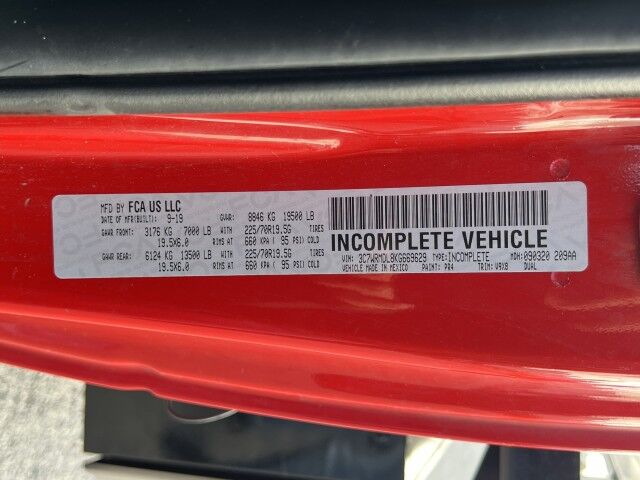 MFD BY FCA US LLC
DATE OF MFR(BUILT): 9-19 GVWR: 8846 KG 19500 LB
GAWR FRONT: 3176 KG 7000 LB WITH 225/70R19.5G TIRES
19.5X6.0 RIMS AT 660 KPA ( 95 PSI) COLD
GAWR REAR: 6124 KG 13500 LB WITH 225/70R19.5G TIRES
19.5X6.0 RIMS AT 660 KPA ( 95 PSI) COLD
INCOMPLETE VEHICLE
VIN: 3C7WRMDL8KG669629 TYPE:INCOMPLETE MDH:090320 209AA
VEHICLE MADE IN MEXICO PAINT: PR4 TRIM: V9X8 DUAL